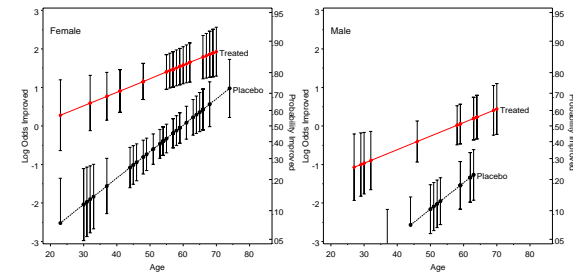 Female
Log Odds Improved
3
2
1
0
-1
-2
-3
Treated
Placebo
95
90
80
70
60
50
40
30
20
10
05
Probability Improved
20 30 40 50 60 70 80
Age
Male
Log Odds Improved
3
2
1
0
-1
-2
-3
Treated
Placebo
95
90
80
70
60
50
40
30
20
10
05
Probability Improved
20 30 40 50 60 70 80
Age